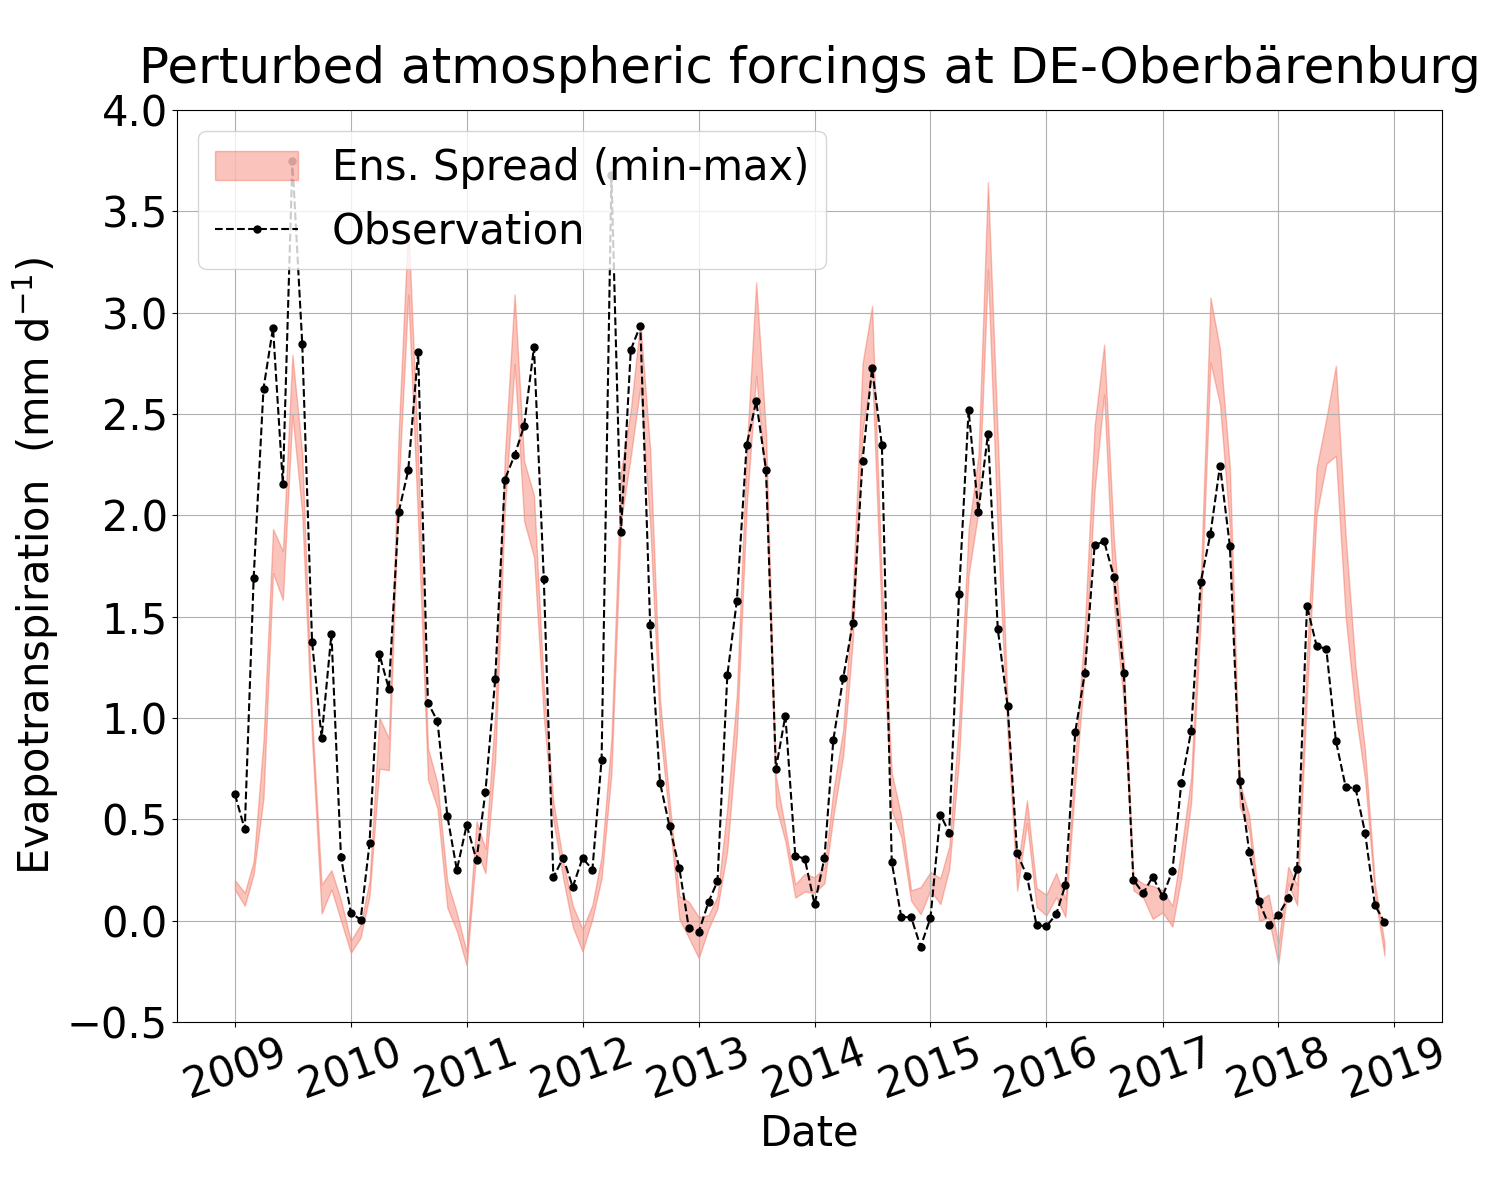 Perturbed atmospheric forcings at DE-Oberbärenburg
Evapotranspiration (mm d⁻¹)
4.0
3.5
3.0
2.5
2.0
1.5
1.0
0.5
0.0
−0.5
Ens. Spread (min-max)
Observation
2009 2010 2011 2012 2013 2014 2015 2016 2017 2018 2019
Date